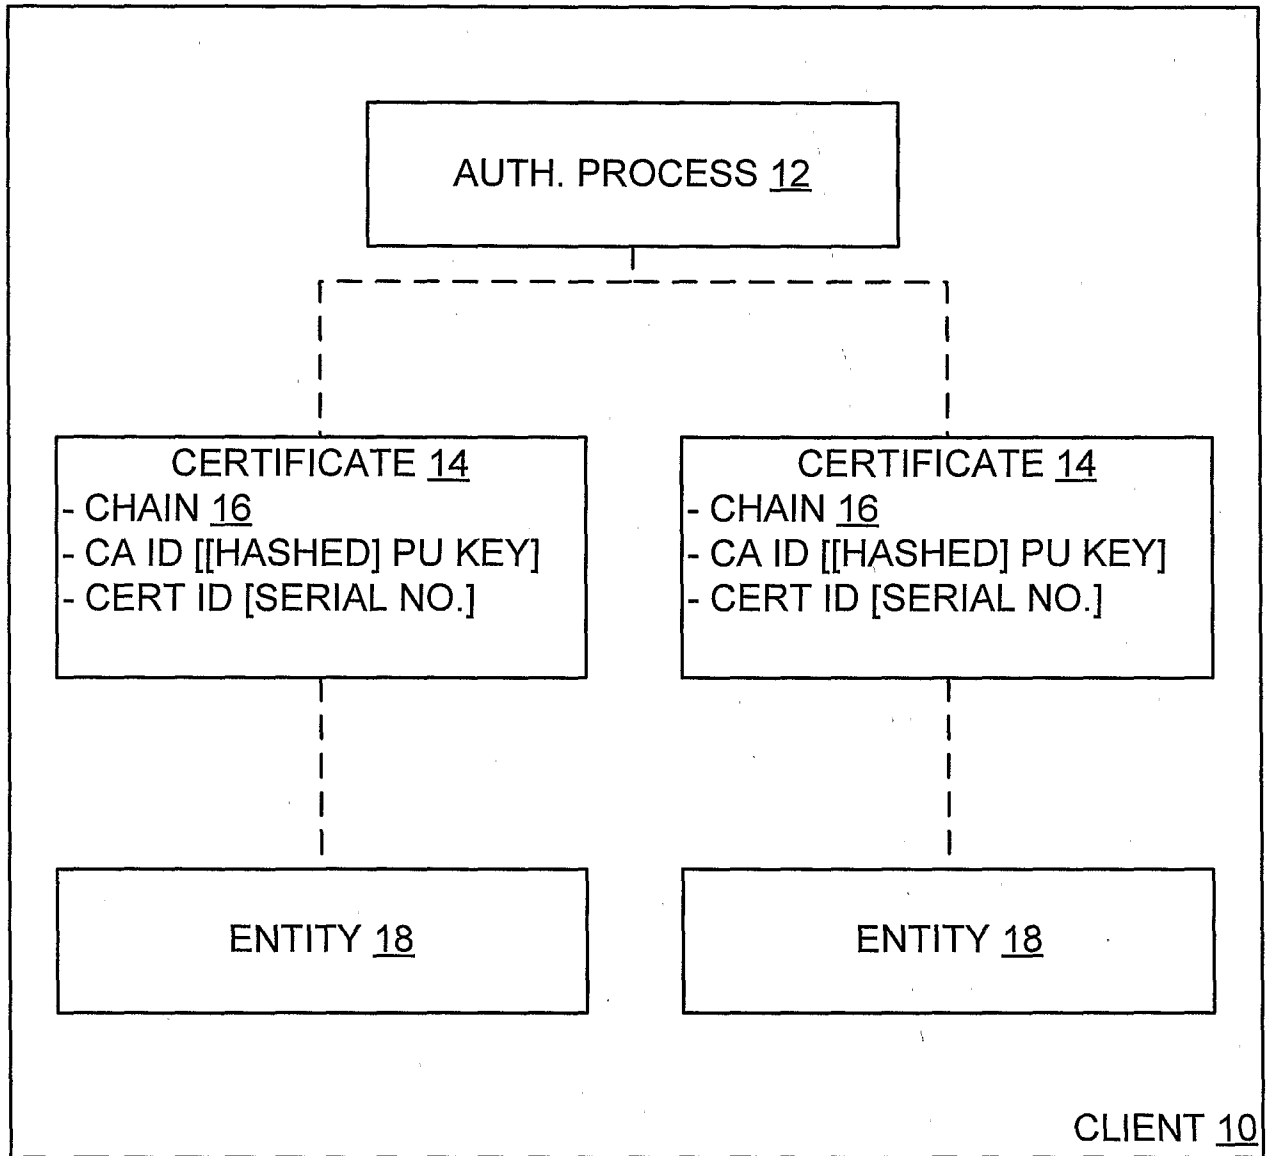 AUTH. PROCESS 12
CERTIFICATE 14
- CHAIN 16
- CA ID [[HASHED] PU KEY]
- CERT ID [SERIAL NO.]
CERTIFICATE 14
- CHAIN 16
- CA ID [[HASHED] PU KEY]
- CERT ID [SERIAL NO.]
ENTITY 18
ENTITY 18
CLIENT 10